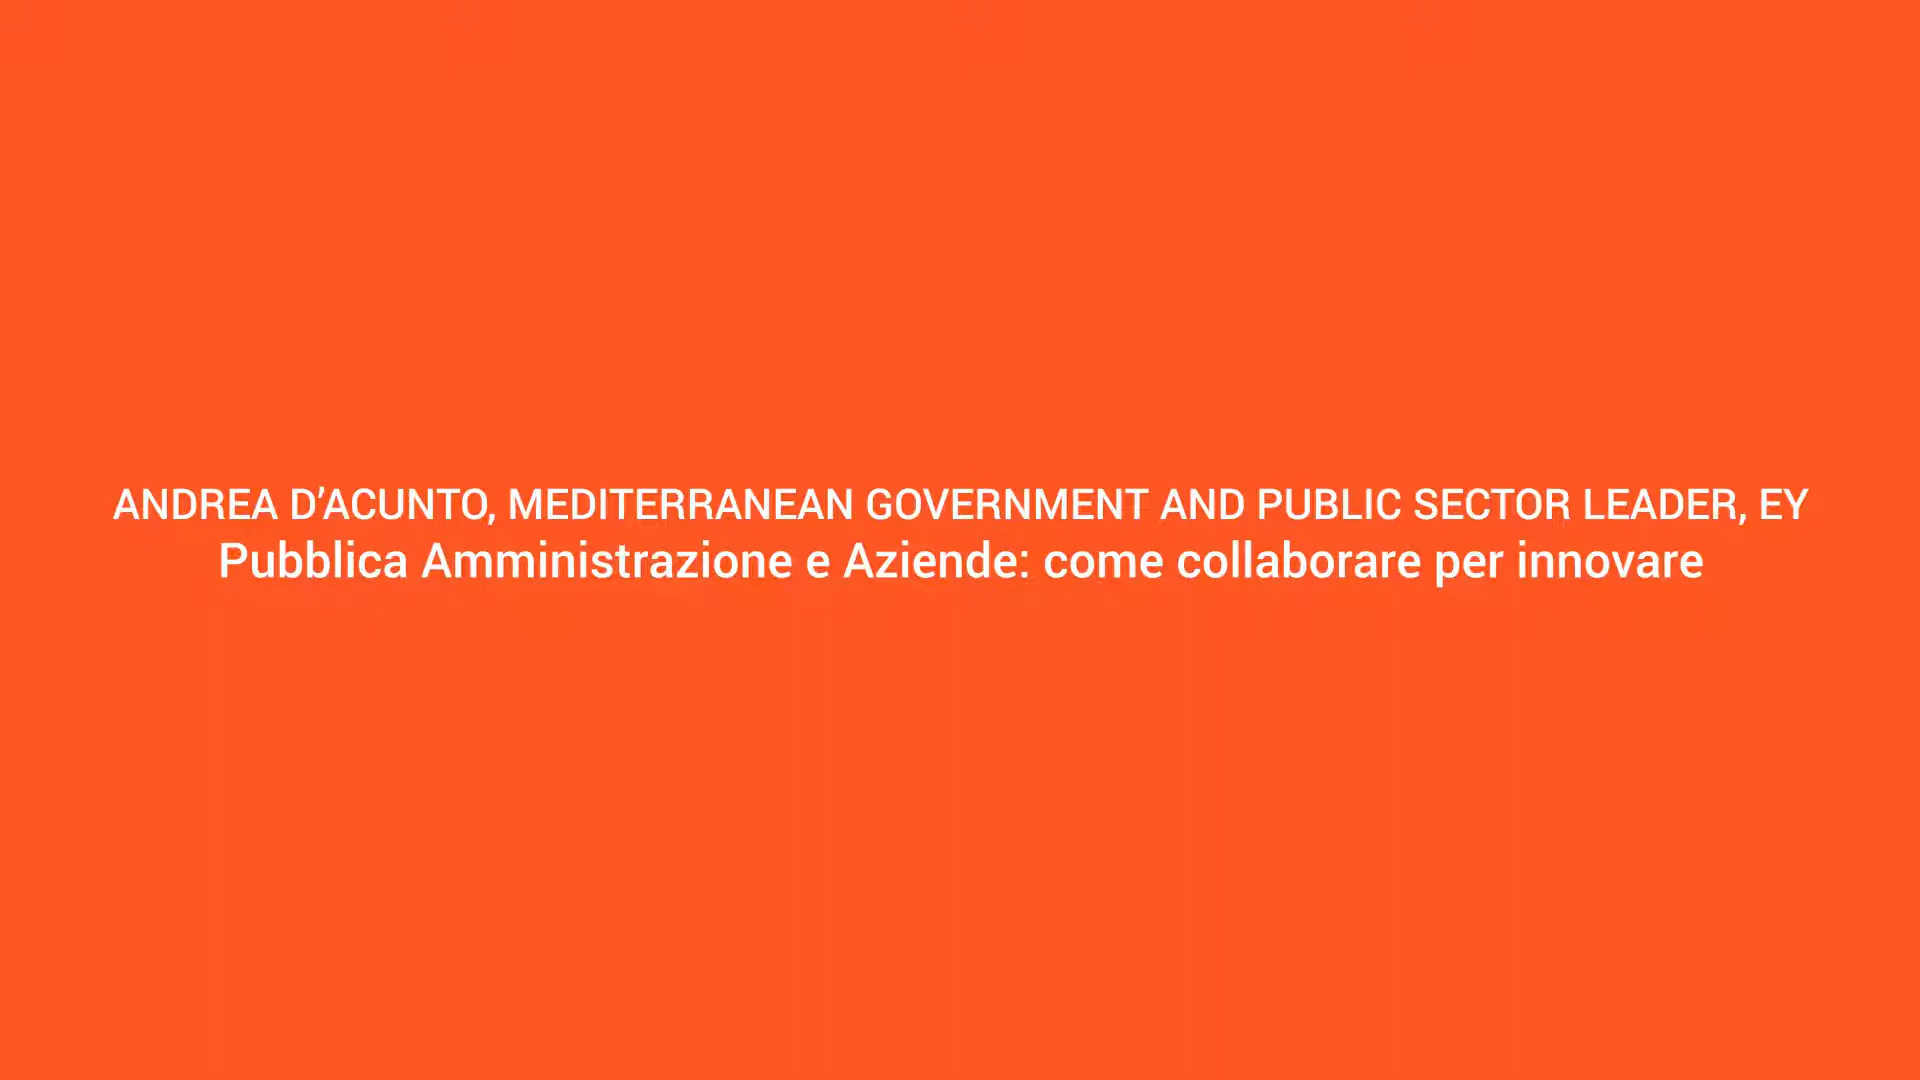 ANDREA D’ACUNTO, MEDITERRANEAN GOVERNMENT AND PUBLIC SECTOR LEADER, EY
Pubblica Amministrazione e Aziende: come collaborare per innovare